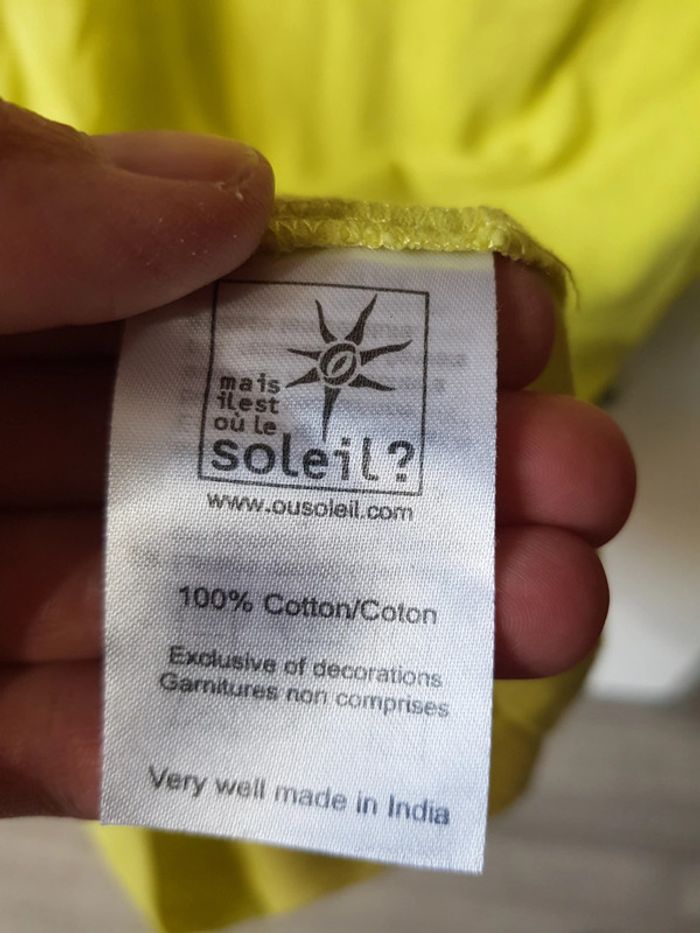 mais
il est
où le
soleil?
www.ousoleil.com
100% Cotton/Coton
Exclusive of decorations
Garnitures non comprises
Very well made in India